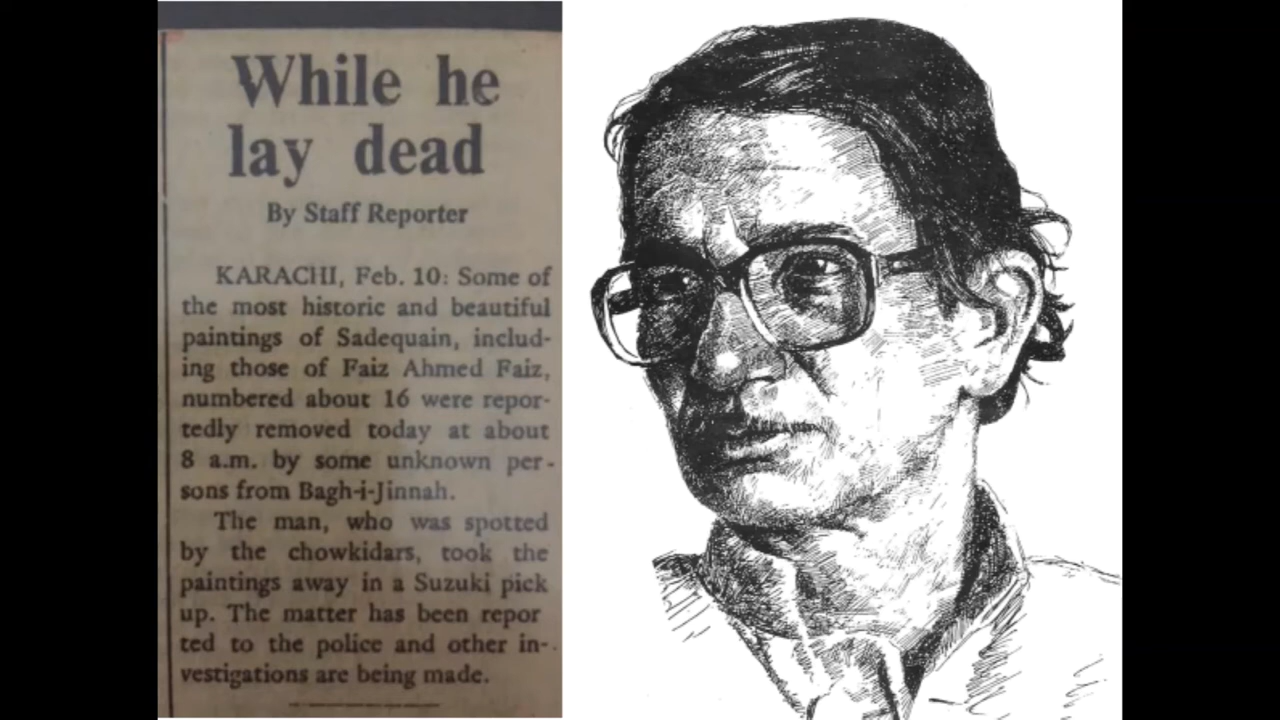 While he
lay dead
By Staff Reporter
KARACHI, Feb. 10: Some of
the most historic and beautiful
paintings of Sadequain, includ-
ing those of Faiz Ahmed Faiz,
numbered about 16 were repor-
tedly removed today at about
8 a.m. by some unknown per-
sons from Bagh-i-Jinnah.
The man, who was spotted
by the chowkidars, took the
paintings away in a Suzuki pick
up. The matter has been repor
ted to the police and other in-
vestigations are being made.